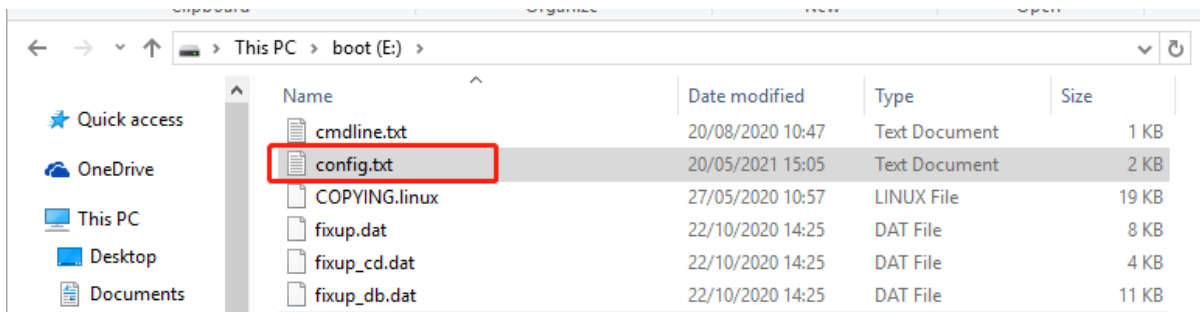 Clipboard Organize New Open
This PC > boot (E:) >
Name Date modified Type Size
Quick access
cmdline.txt 20/08/2020 10:47 Text Document 1 KB
OneDrive
config.txt 20/05/2021 15:05 Text Document 2 KB
COPYING.linux 27/05/2020 10:57 LINUX File 19 KB
This PC
fixup.dat 22/10/2020 14:25 DAT File 8 KB
Desktop
fixup_cd.dat 22/10/2020 14:25 DAT File 4 KB
Documents
fixup_db.dat 22/10/2020 14:25 DAT File 11 KB